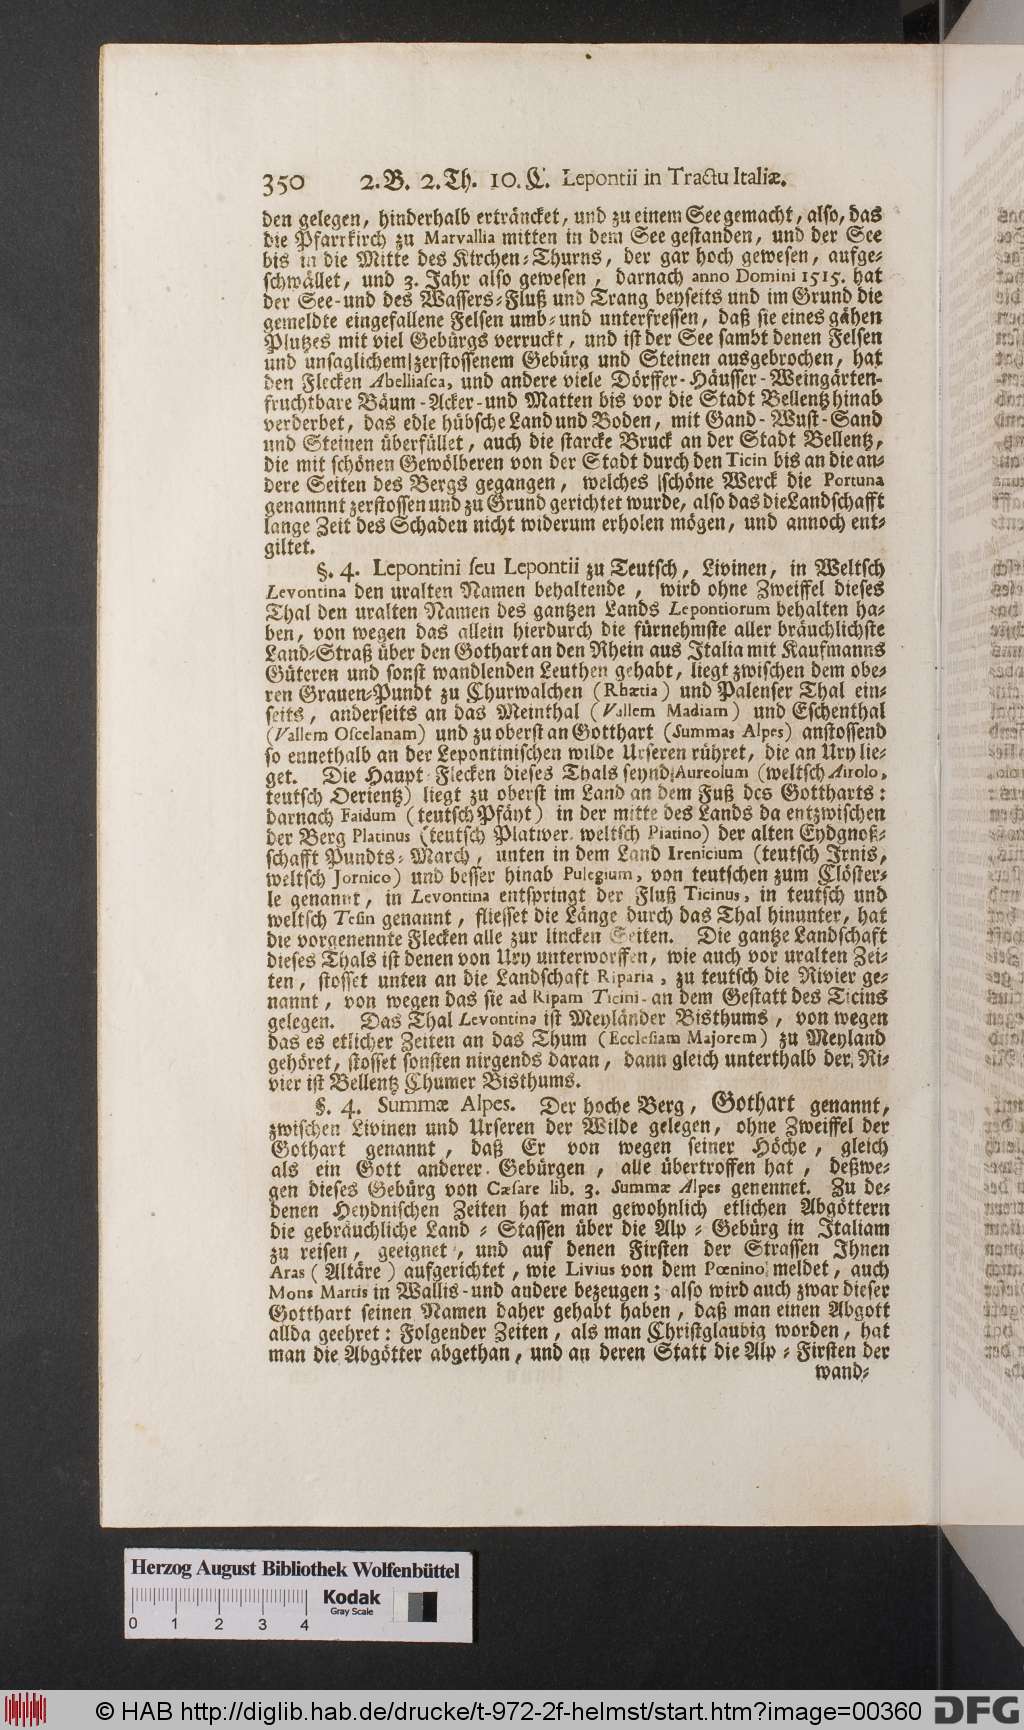 350 2. B. 2. Th. 10. C. Lepontii in Tractu Italiæ.
den gelegen, hinderhalb erträncket, und zu einem See gemacht, also, das
die Pfarrkirch zu Marvallia mitten in dem See gestanden, und der See
bis in die Mitte des Kirchen-Thurns, der gar hoch gewesen, aufge-
schwället, und 3. Jahr also gewesen, darnach anno Domini 1515. hat
der See-und des Wassers-Fluß und Trang beyseits und im Grund die
gemeldte eingefallene Felsen umb-und unterfressen, daß sie eines gähen
Plutzes mit viel Gebürgs verruckt, und ist der See sambt denen Felsen
und unsaglichem zerstossenem Gebürg und Steinen ausgebrochen, hat
den Flecken Abelliasca, und andere viele Dörffer-Häusser-Weingärten-
fruchtbare Bäum-Acker-und Matten bis vor die Stadt Bellentz hinab
verderbet, das edle hübsche Land und Boden, mit Gand-Wust-Sand
und Steinen überfüllet, auch die starcke Bruck an der Stadt Bellentz,
die mit schönen Gewölberen von der Stadt durch den Ticin bis an die an-
dere Seiten des Bergs gegangen, welches schöne Werck die Portuna
genannnt zerstossen und zu Grund gerichtet wurde, also das die Landschafft
lange Zeit des Schaden nicht widerum erholen mögen, und annoch ent-
giltet.
§. 4. Lepontini seu Lepontii zu Teutsch, Livinen, in Weltsch
Levontina den uralten Namen behaltende, wird ohne Zweiffel dieses
Thal den uralten Namen des gantzen Lands Lepontiorum behalten ha-
ben, von wegen das allein hierdurch die fürnehmste aller bräuchlichste
Land-Straß über den Gothart an den Rhein aus Italia mit Kaufmanns
Güteren und sonst wandlenden Leuthen gehabt, liegt zwischen dem obe-
ren Grauen-Pundt zu Churwalchen (Rhætia) und Palenser Thal ein-
seits, anderseits an das Meinthal (Vallem Madiam) und Eschenthal
(Vallem Oscelanam) und zu oberst an Gotthart (Summas Alpes) anstossend
so ennethalb an der Lepontinischen wilde Urseren rühret, die an Ury lie-
get. Die Haupt-Flecken dieses Thals seynd Aureolum (weltsch Airolo,
teutsch Oerientz) liegt zu oberst im Land an dem Fuß des Gottharts:
darnach Faidum (teutsch Pfäyt) in der mitte des Lands da entzwischen
der Berg Platinus (teutsch Platwer. weltsch Piatino) der alten Eydgnoß-
schafft Pundts-March, unten in dem Land Irenicium (teutsch Irnis,
weltsch Jornico) und besser hinab Pulegium, von teutschen zum Clöster-
le genannt, in Levontina entspringt der Fluß Ticinus, in teutsch und
weltsch Tesin genannt, fliesset die Länge durch das Thal hinunter, hat
die vorgenennte Flecken alle zur lincken Seiten. Die gantze Landschaft
dieses Thals ist denen von Ury unterworffen, wie auch vor uralten Zei-
ten, stosset unten an die Landschaft Riparia, zu teutsch die Rivier ge-
nannt, von wegen das sie ad Ripam Ticini- an dem Gestatt des Ticins
gelegen. Das Thal Levontina ist Meyländer Bisthums, von wegen
das es etlicher Zeiten an das Thum (Ecclesiam Majorem) zu Meyland
gehöret, stosset sonsten nirgends daran, dann gleich unterthalb der Ri-
vier ist Bellentz Chumer Bisthums.
§. 4. Summæ Alpes. Der hoche Berg, Gothart genannt,
zwischen Livinen und Urseren der Wilde gelegen, ohne Zweiffel der
Gothart genannt, daß Er von wegen seiner Höche, gleich
als ein Gott anderer Gebürgen, alle übertroffen hat, deßwe-
gen dieses Gebürg von Cæsare lib. 3. Summæ Alpes genennet. Zu de-
denen Heydnischen Zeiten hat man gewohnlich etlichen Abgöttern
die gebräuchliche Land-Stassen über die Alp-Gebürg in Italiam
zu reisen, geeignet, und auf denen Firsten der Strassen Ihnen
Aras (Altäre) aufgerichtet, wie Livius von dem Pœnino meldet, auch
Mons Martis in Wallis-und andere bezeugen; also wird auch zwar dieser
Gotthart seinen Namen daher gehabt haben, daß man einen Abgott
allda geehret: Folgender Zeiten, als man Christglaubig worden, hat
man die Abgötter abgethan, und an deren Statt die Alp-Firsten der
wand-
Herzog August Bibliothek Wolfenbüttel
Kodak
Gray Scale
0 1 2 3 4
© HAB http://diglib.hab.de/drucke/t-972-2f-helmst/start.htm?image=00360
DFG